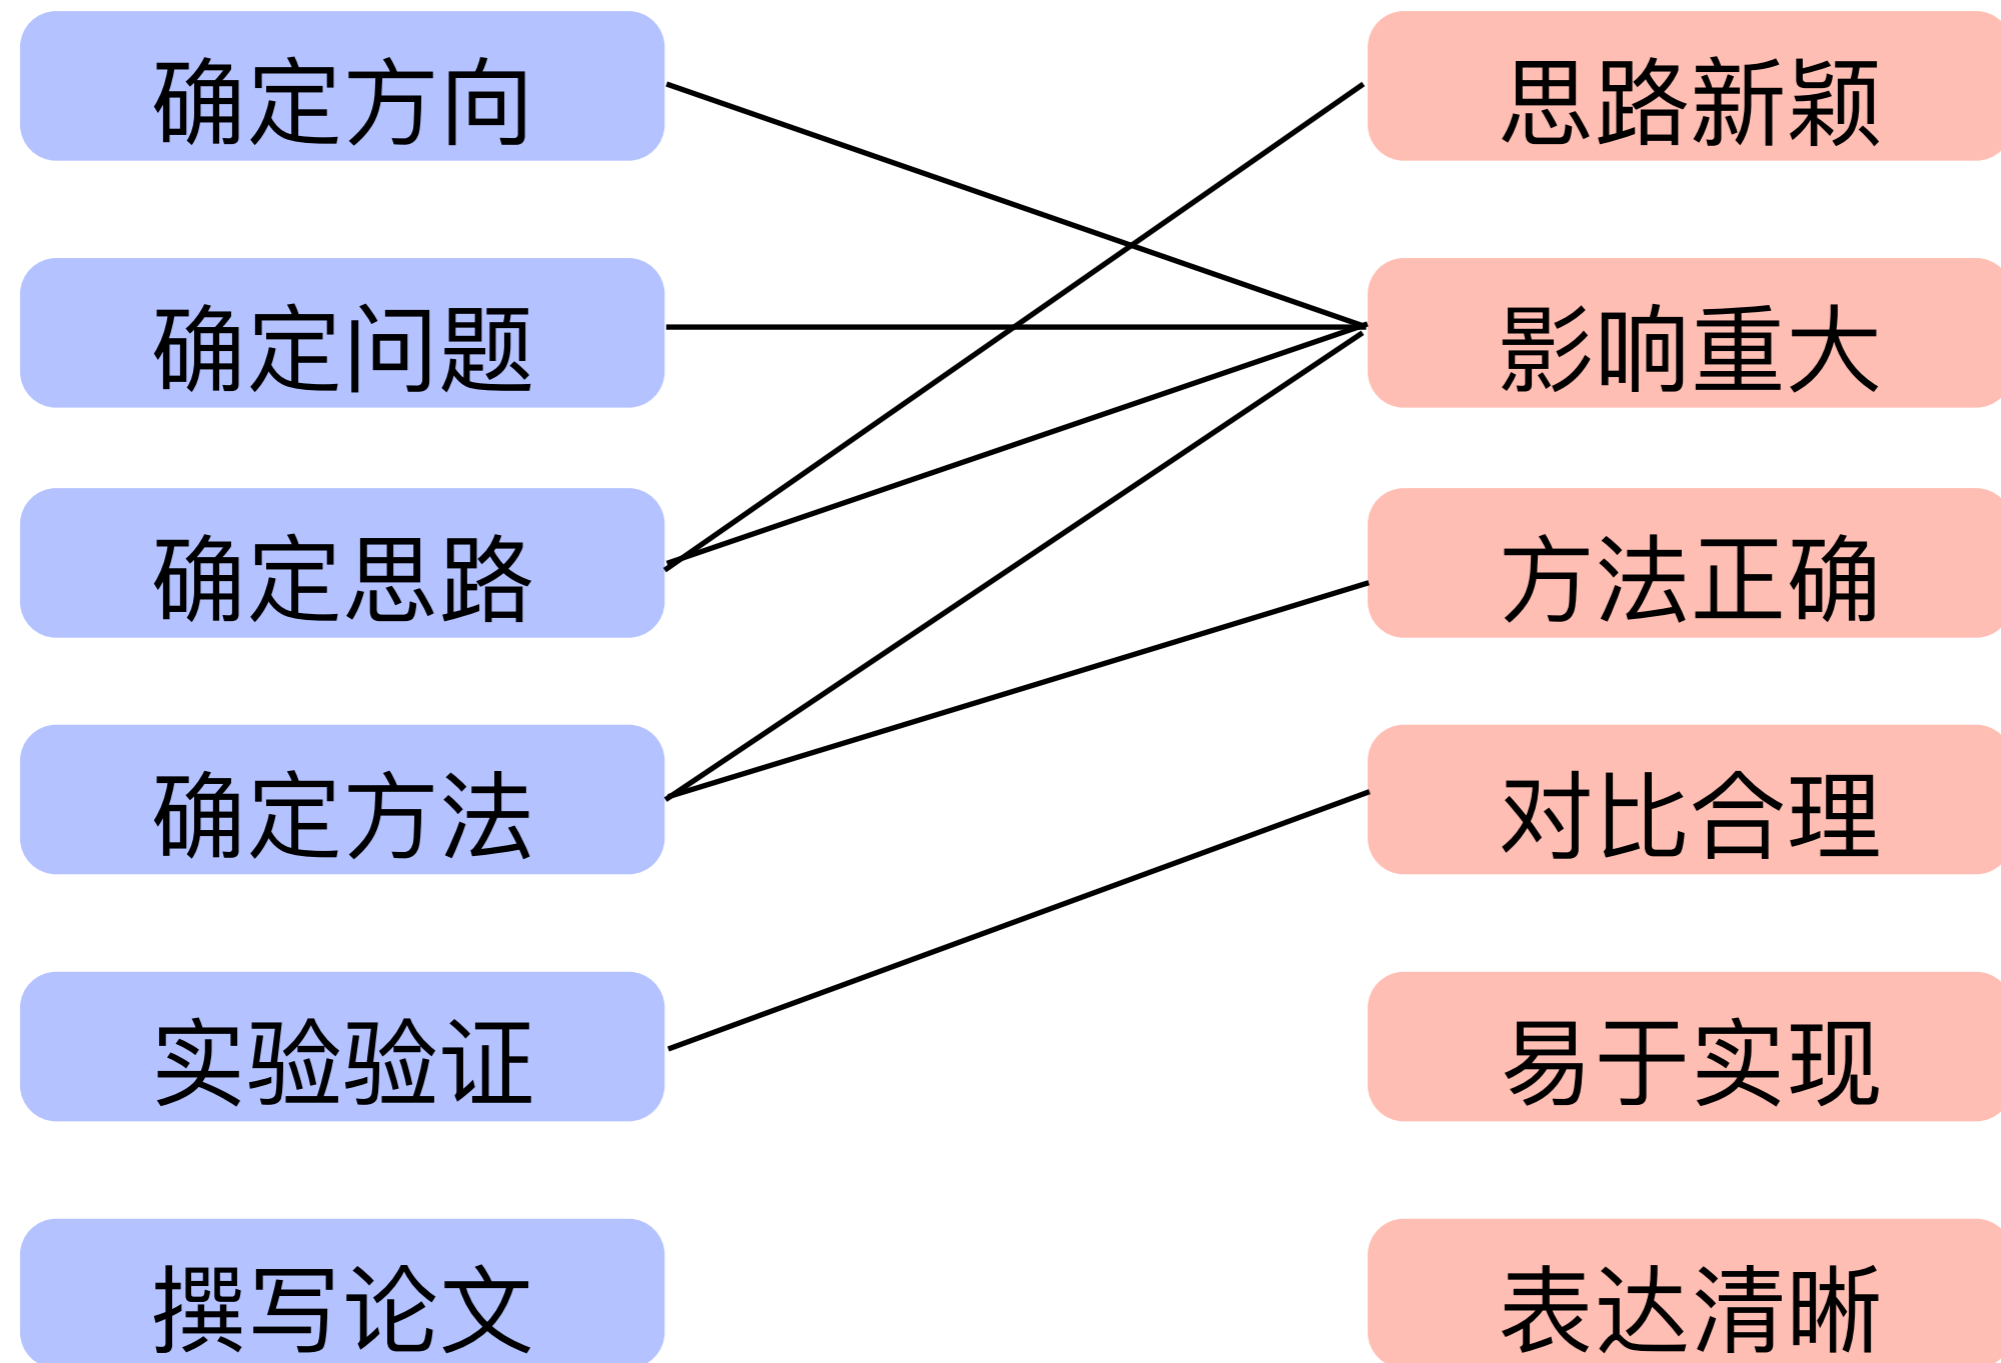 确定方向
思路新颖
确定问题
影响重大
确定思路
方法正确
确定方法
对比合理
实验验证
易于实现
撰写论文
表达清晰